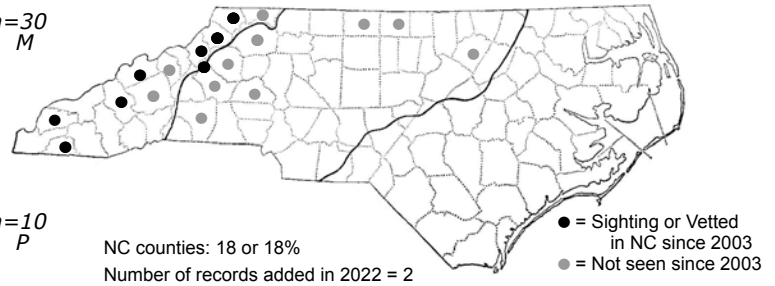 n=30
M
n=10
P
NC counties: 18 or 18%
Number of records added in 2022 = 2
● = Sighting or Vetted
in NC since 2003
● = Not seen since 2003